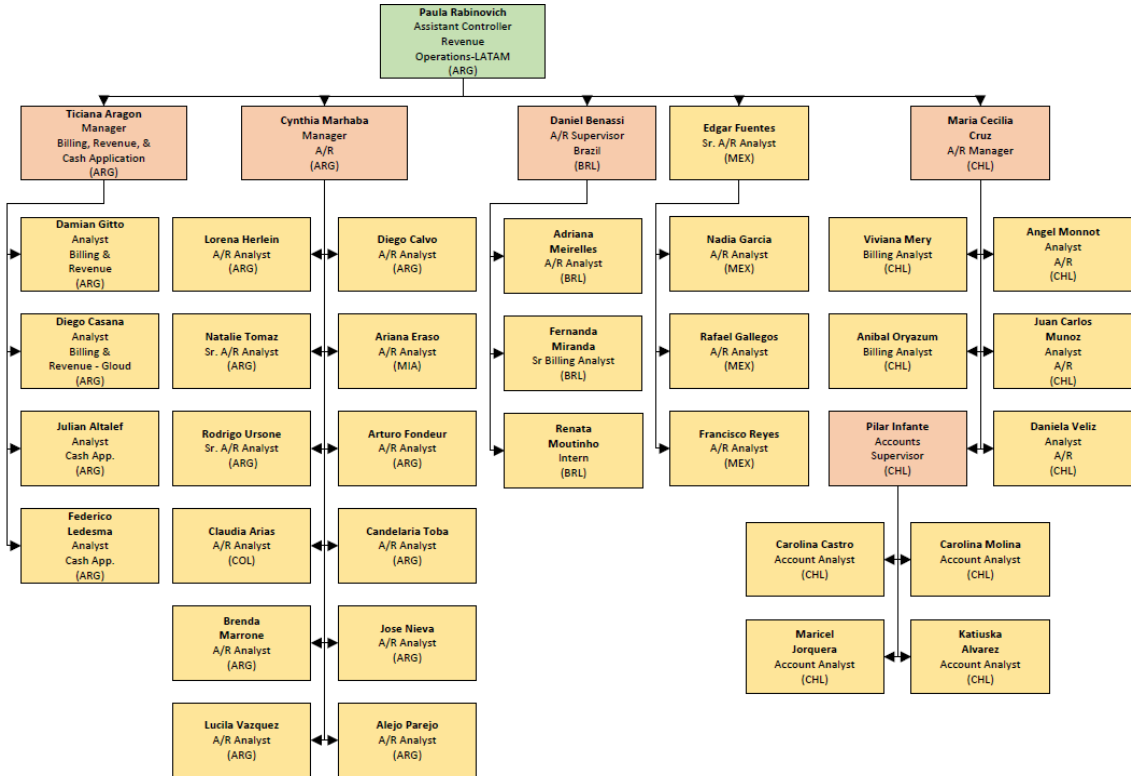 Paula Rabinovich
Assistant Controller
Revenue
Operations-LATAM
(ARG)
Ticiana Aragon
Manager
Billing, Revenue, &
Cash Application
(ARG)
Cynthia Marhaba
Manager
A/R
(ARG)
Daniel Benassi
A/R Supervisor
Brazil
(BRL)
Edgar Fuentes
Sr. A/R Analyst
(MEX)
Maria Cecilia
Cruz
A/R Manager
(CHL)
Damian Gitto
Analyst
Billing &
Revenue
(ARG)
Diego Casana
Analyst
Billing &
Revenue - Gloud
(ARG)
Julian Altalef
Analyst
Cash App.
(ARG)
Federico
Ledesma
Analyst
Cash App.
(ARG)
Lorena Herlein
A/R Analyst
(ARG)
Diego Calvo
A/R Analyst
(ARG)
Natalie Tomaz
Sr. A/R Analyst
(ARG)
Ariana Eraso
A/R Analyst
(MIA)
Rodrigo Ursone
Sr. A/R Analyst
(ARG)
Arturo Fondeur
A/R Analyst
(ARG)
Claudia Arias
A/R Analyst
(COL)
Candelaria Toba
A/R Analyst
(ARG)
Brenda
Marrone
A/R Analyst
(ARG)
Jose Nieva
A/R Analyst
(ARG)
Lucila Vazquez
A/R Analyst
(ARG)
Alejo Parejo
A/R Analyst
(ARG)
Adriana
Meirelles
A/R Analyst
(BRL)
Fernanda
Miranda
Sr Billing Analyst
(BRL)
Renata
Moutinho
Intern
(BRL)
Nadia Garcia
A/R Analyst
(MEX)
Rafael Gallegos
A/R Analyst
(MEX)
Francisco Reyes
A/R Analyst
(MEX)
Viviana Mery
Billing Analyst
(CHL)
Angel Monnot
Analyst
A/R
(CHL)
Anibal Oryazum
Billing Analyst
(CHL)
Juan Carlos
Munoz
Analyst
A/R
(CHL)
Pilar Infante
Accounts
Supervisor
(CHL)
Daniela Veliz
Analyst
A/R
(CHL)
Carolina Castro
Account Analyst
(CHL)
Carolina Molina
Account Analyst
(CHL)
Maricel
Jorquera
Account Analyst
(CHL)
Katiuska
Alvarez
Account Analyst
(CHL)